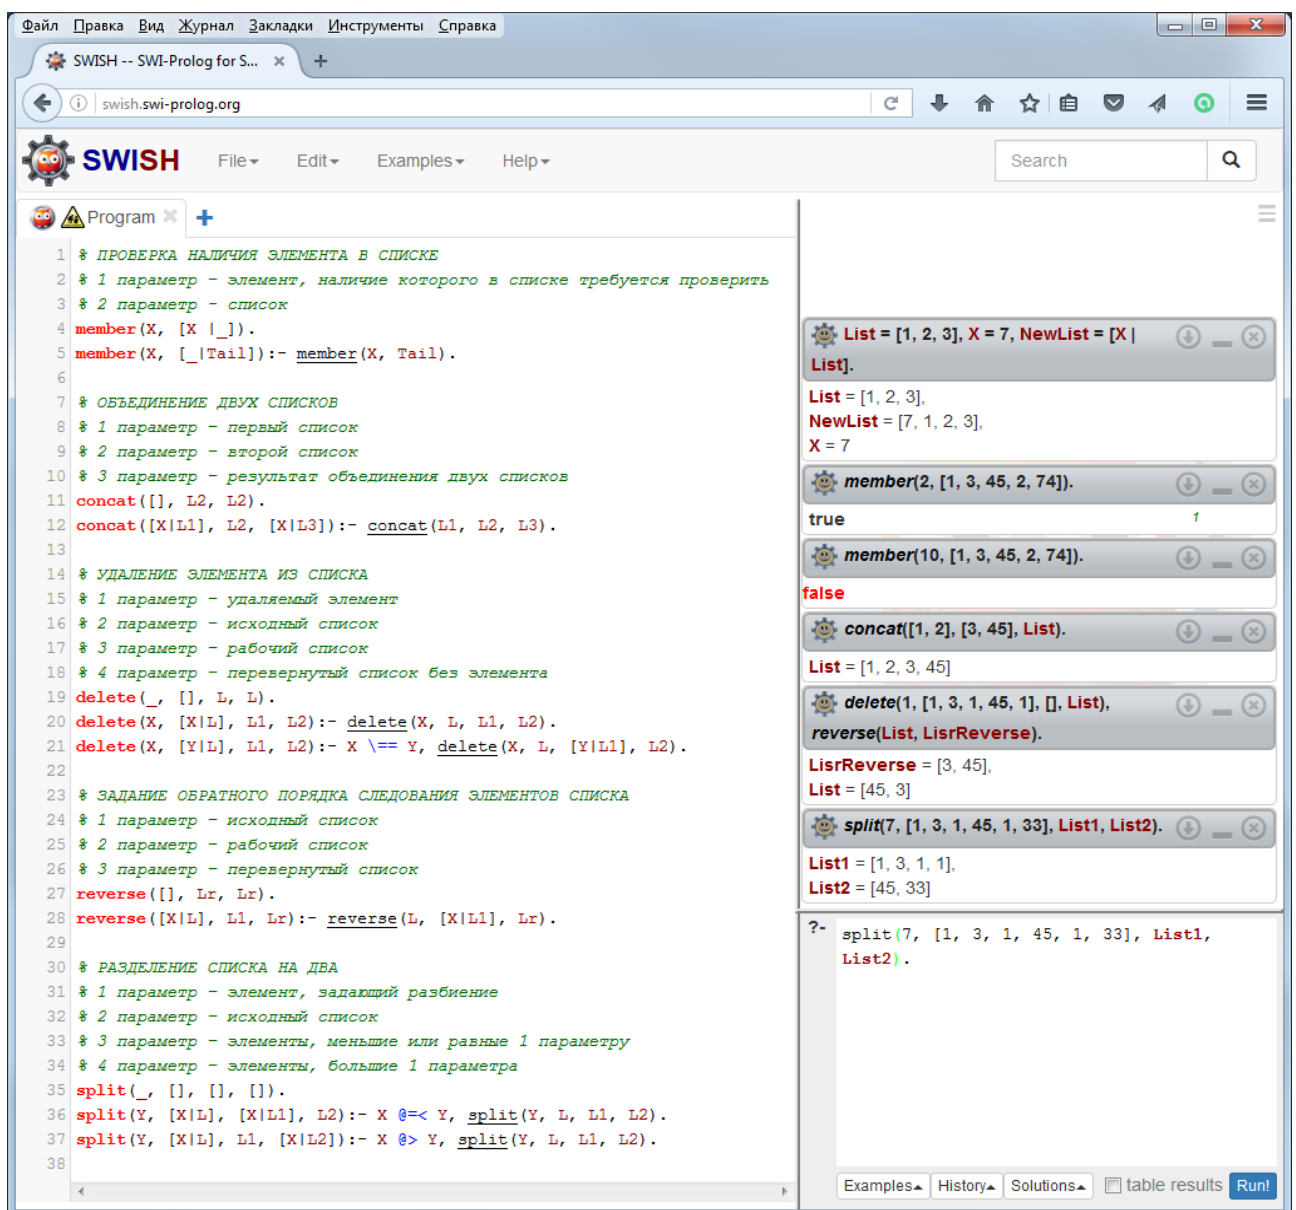 Файл Правка Вид Журнал Закладки Инструменты Справка
SWISH -- SWI-Prolog for S...
swish.swi-prolog.org
SWISH File Edit Examples Help Search
Program
1 % ПРОВЕРКА НАЛИЧИЯ ЭЛЕМЕНТА В СПИСКЕ
2 % 1 параметр - элемент, наличие которого в списке требуется проверить
3 % 2 параметр - список
4 member(X, [X |_]).
5 member(X, [_|Tail]):- member(X, Tail).
6
7 % ОБЪЕДИНЕНИЕ ДВУХ СПИСКОВ
8 % 1 параметр - первый список
9 % 2 параметр - второй список
10 % 3 параметр - результат объединения двух списков
11 concat([], L2, L2).
12 concat([X|L1], L2, [X|L3]):- concat(L1, L2, L3).
13
14 % УДАЛЕНИЕ ЭЛЕМЕНТА ИЗ СПИСКА
15 % 1 параметр - удаляемый элемент
16 % 2 параметр - исходный список
17 % 3 параметр - рабочий список
18 % 4 параметр - перевернутый список без элемента
19 delete(_, [], L, L).
20 delete(X, [X|L], L1, L2):- delete(X, L, L1, L2).
21 delete(X, [Y|L], L1, L2):- X \== Y, delete(X, L, [Y|L1], L2).
22
23 % ЗАДАНИЕ ОБРАТНОГО ПОРЯДКА СЛЕДОВАНИЯ ЭЛЕМЕНТОВ СПИСКА
24 % 1 параметр - исходный список
25 % 2 параметр - рабочий список
26 % 3 параметр - перевернутый список
27 reverse([], Lr, Lr).
28 reverse([X|L], L1, Lr):- reverse(L, [X|L1], Lr).
29
30 % РАЗДЕЛЕНИЕ СПИСКА НА ДВА
31 % 1 параметр - элемент, задающий разбиение
32 % 2 параметр - исходный список
33 % 3 параметр - элементы, меньшие или равные 1 параметру
34 % 4 параметр - элементы, большие 1 параметра
35 split(_, [], [], []).
36 split(Y, [X|L], [X|L1], L2):- X @=< Y, split(Y, L, L1, L2).
37 split(Y, [X|L], L1, [X|L2]):- X @> Y, split(Y, L, L1, L2).
38
List = [1, 2, 3], X = 7, NewList = [X |
List].
List = [1, 2, 3],
NewList = [7, 1, 2, 3],
X = 7
member(2, [1, 3, 45, 2, 74]).
true 1
member(10, [1, 3, 45, 2, 74]).
false
concat([1, 2], [3, 45], List).
List = [1, 2, 3, 45]
delete(1, [1, 3, 1, 45, 1], [], List),
reverse(List, LisrReverse).
LisrReverse = [3, 45],
List = [45, 3]
split(7, [1, 3, 1, 45, 1, 33], List1, List2).
List1 = [1, 3, 1, 1],
List2 = [45, 33]
?- split(7, [1, 3, 1, 45, 1, 33], List1,
List2).
Examples History Solutions table results Run!